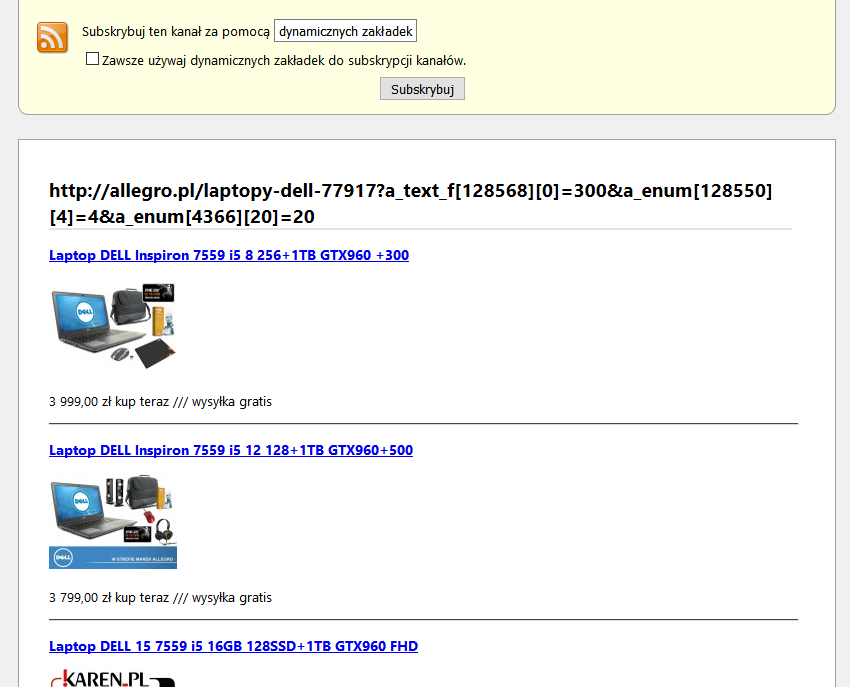 Subskrybuj ten kanał za pomocą dynamicznych zakładek
Zawsze używaj dynamicznych zakładek do subskrypcji kanałów.
Subskrybuj
http://allegro.pl/laptopy-dell-77917?a_text_f[128568][0]=300&a_enum[128550]
[4]=4&a_enum[4366][20]=20
Laptop DELL Inspiron 7559 i5 8 256+1TB GTX960 +300
DELL
3 999,00 zł kup teraz /// wysyłka gratis
Laptop DELL Inspiron 7559 i5 12 128+1TB GTX960+500
DELL
DELL W STREFIE MAREK ALLEGRO
3 799,00 zł kup teraz /// wysyłka gratis
Laptop DELL 15 7559 i5 16GB 128SSD+1TB GTX960 FHD
KAREN.PL